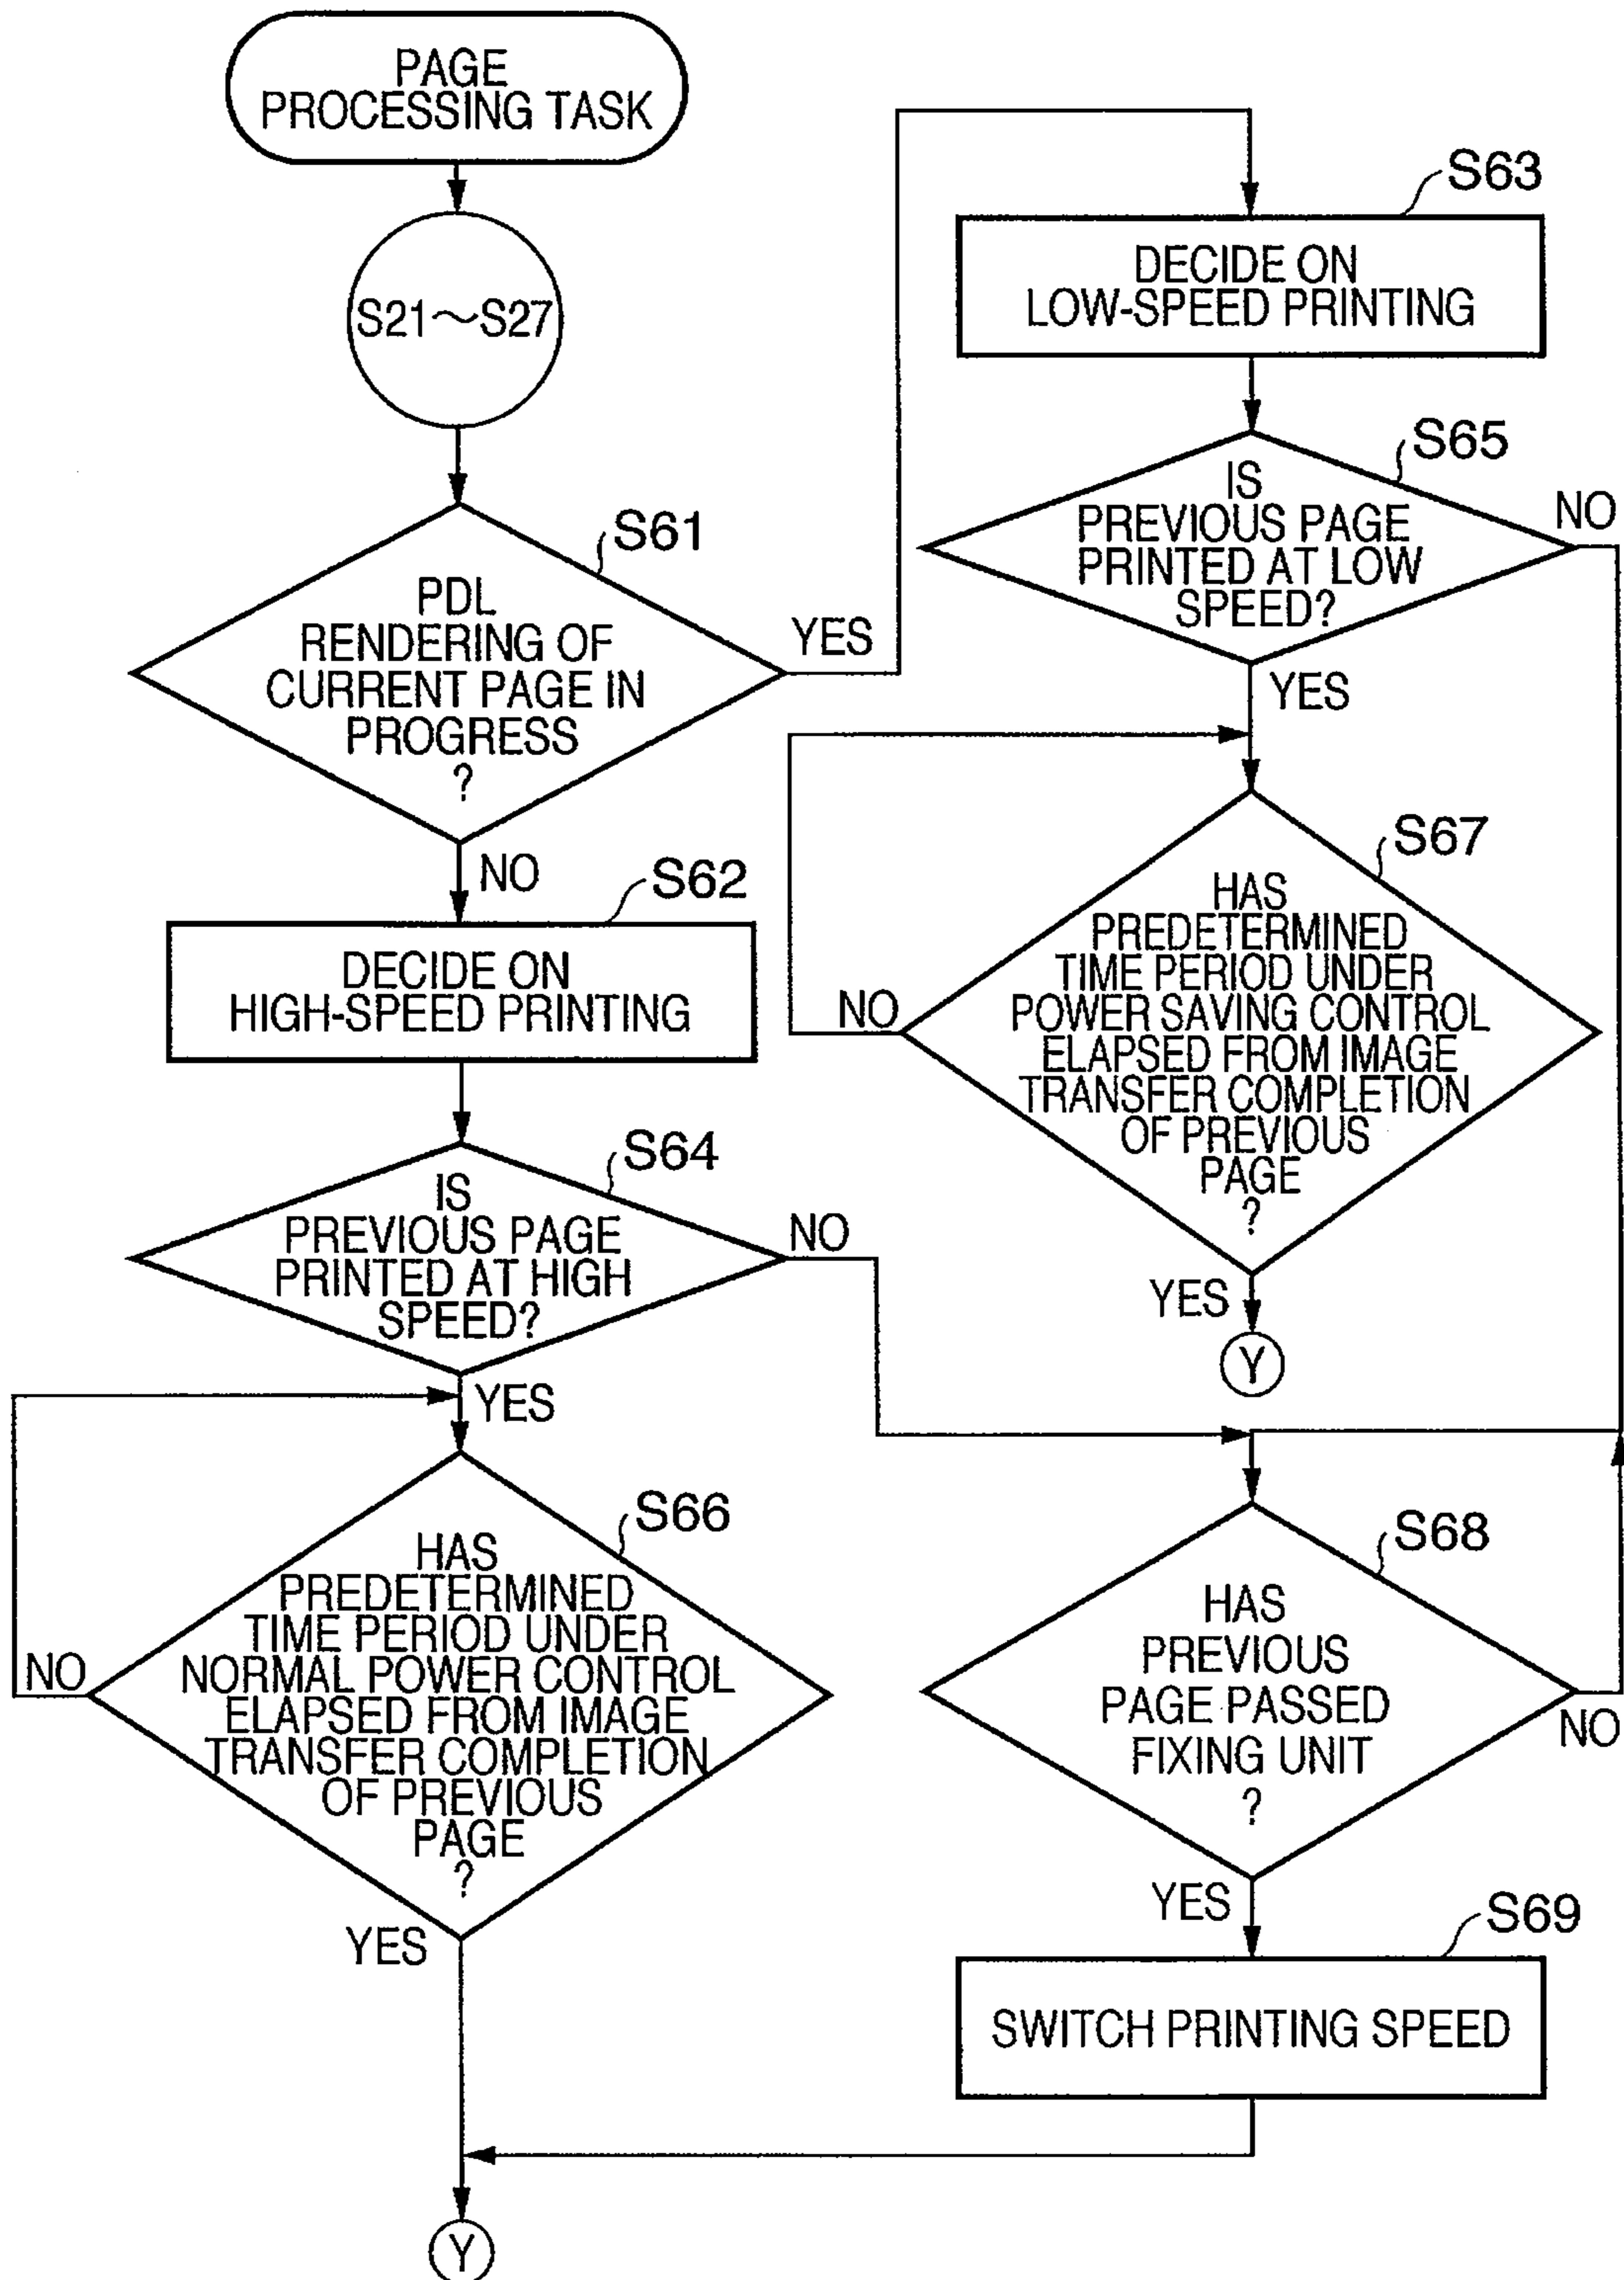 PAGE
PROCESSING TASK
S21~S27
S61
PDL
RENDERING OF
CURRENT PAGE IN
PROGRESS
?
YES
NO
S62
DECIDE ON
HIGH-SPEED PRINTING
S64
IS
PREVIOUS PAGE
PRINTED AT HIGH
SPEED?
NO
YES
S66
HAS
PREDETERMINED
TIME PERIOD UNDER
NORMAL POWER CONTROL
ELAPSED FROM IMAGE
TRANSFER COMPLETION
OF PREVIOUS
PAGE
?
NO
YES
Y
S63
DECIDE ON
LOW-SPEED PRINTING
S65
IS
PREVIOUS PAGE
PRINTED AT LOW
SPEED?
NO
YES
S67
HAS
PREDETERMINED
TIME PERIOD UNDER
POWER SAVING CONTROL
ELAPSED FROM IMAGE
TRANSFER COMPLETION
OF PREVIOUS
PAGE
?
NO
YES
Y
S68
HAS
PREVIOUS
PAGE PASSED
FIXING UNIT
?
NO
YES
S69
SWITCH PRINTING SPEED